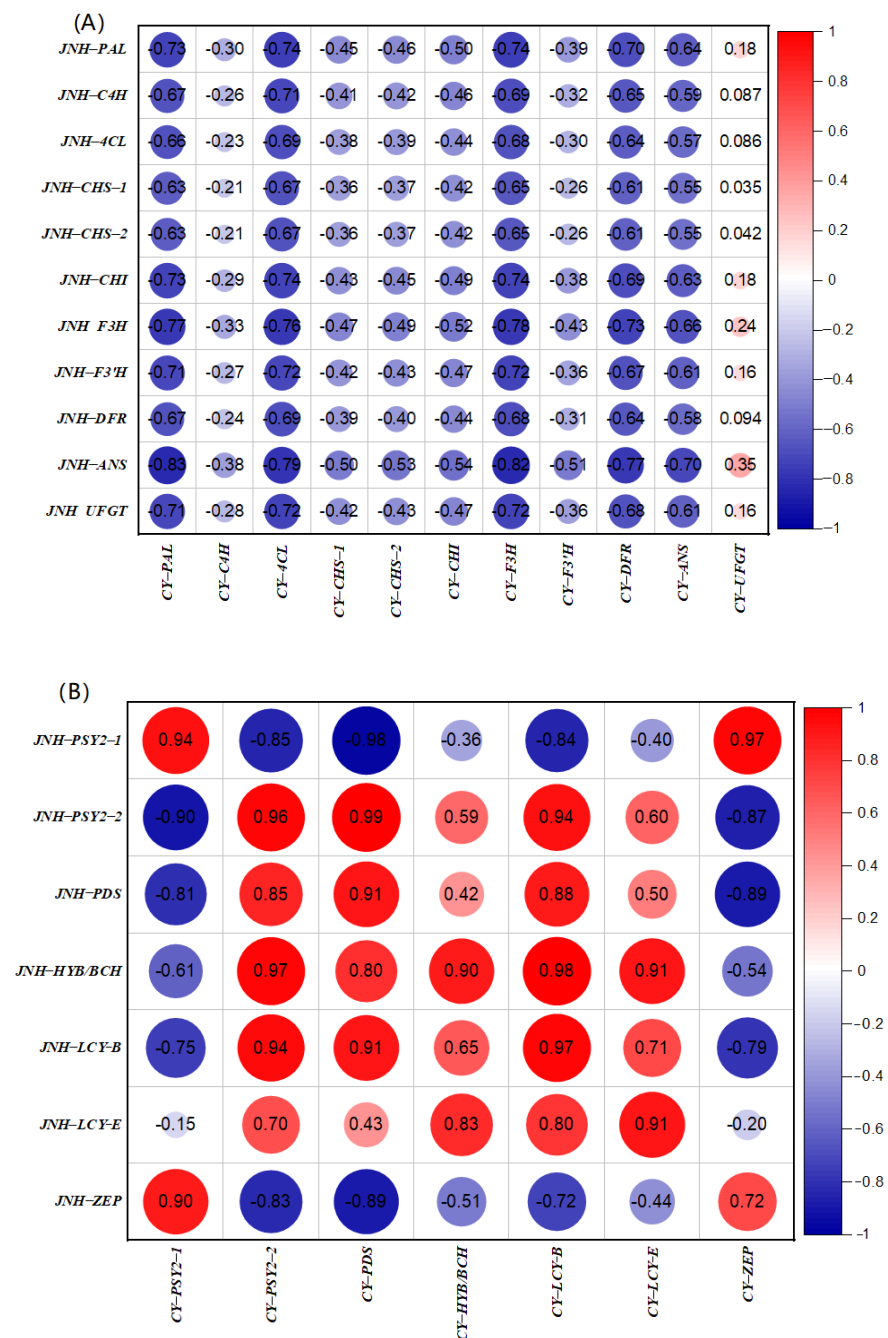 (A)
JNH-PAL -0.73 -0.30 -0.74 -0.45 -0.46 -0.50 -0.74 -0.39 -0.70 -0.64 0.18
JNH-C4H -0.67 -0.26 -0.71 -0.41 -0.42 -0.46 -0.69 -0.32 -0.65 -0.59 0.087
JNH-4CL -0.66 -0.23 -0.69 -0.38 -0.39 -0.44 -0.68 -0.30 -0.64 -0.57 0.086
JNH-CHS-1 -0.63 -0.21 -0.67 -0.36 -0.37 -0.42 -0.65 -0.26 -0.61 -0.55 0.035
JNH-CHS-2 -0.63 -0.21 -0.67 -0.36 -0.37 -0.42 -0.65 -0.26 -0.61 -0.55 0.042
JNH-CHI -0.73 -0.29 -0.74 -0.43 -0.45 -0.49 -0.74 -0.38 -0.69 -0.63 0.18
JNH F3H -0.77 -0.33 -0.76 -0.47 -0.49 -0.52 -0.78 -0.43 -0.73 -0.66 0.24
JNH-F3'H -0.71 -0.27 -0.72 -0.42 -0.43 -0.47 -0.72 -0.36 -0.67 -0.61 0.16
JNH-DFR -0.67 -0.24 -0.69 -0.39 -0.40 -0.44 -0.68 -0.31 -0.64 -0.58 0.094
JNH-ANS -0.83 -0.38 -0.79 -0.50 -0.53 -0.54 -0.82 -0.51 -0.77 -0.70 0.35
JNH UFGT -0.71 -0.28 -0.72 -0.42 -0.43 -0.47 -0.72 -0.36 -0.68 -0.61 0.16
CY-PAL CY-C4H CY-4CL CY-CHS-1 CY-CHS-2 CY-CHI CY-F3H CY-F3'H CY-DFR CY-ANS CY-UFGT
1
0.8
0.6
0.4
0.2
0
-0.2
-0.4
-0.6
-0.8
-1
(B)
JNH-PSY2-1 0.94 -0.85 -0.98 -0.36 -0.84 -0.40 0.97
JNH-PSY2-2 -0.90 0.96 0.99 0.59 0.94 0.60 -0.87
JNH-PDS -0.81 0.85 0.91 0.42 0.88 0.50 -0.89
JNH-HYB/BCH -0.61 0.97 0.80 0.90 0.98 0.91 -0.54
JNH-LCY-B -0.75 0.94 0.91 0.65 0.97 0.71 -0.79
JNH-LCY-E -0.15 0.70 0.43 0.83 0.80 0.91 -0.20
JNH-ZEP 0.90 -0.83 -0.89 -0.51 -0.72 -0.44 0.72
CY-PSY2-1 CY-PSY2-2 CY-PDS CY-HYB/BCH CY-LCY-B CY-LCY-E CY-ZEP
1
0.8
0.6
0.4
0.2
0
-0.2
-0.4
-0.6
-0.8
-1